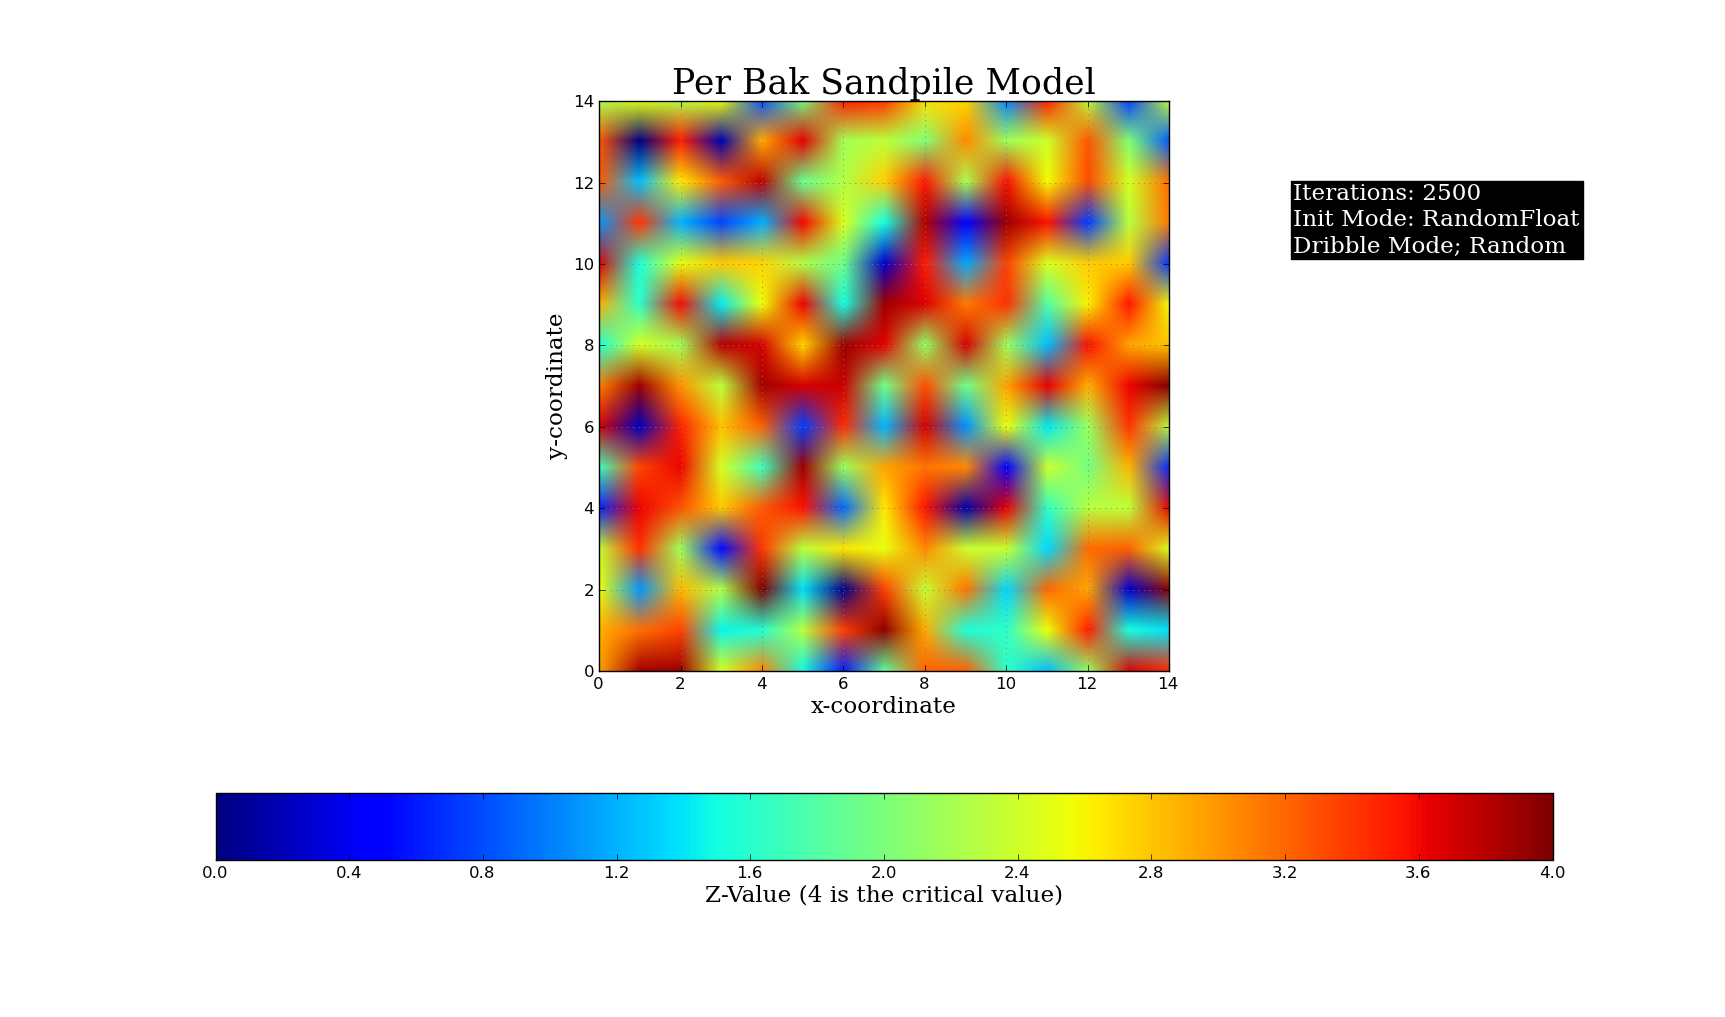 Per Bak Sandpile Model
14
12
10
8
6
4
2
0
y-coordinate
0 2 4 6 8 10 12 14
x-coordinate
Iterations: 2500
Init Mode: RandomFloat
Dribble Mode; Random
0.0 0.4 0.8 1.2 1.6 2.0 2.4 2.8 3.2 3.6 4.0
Z-Value (4 is the critical value)